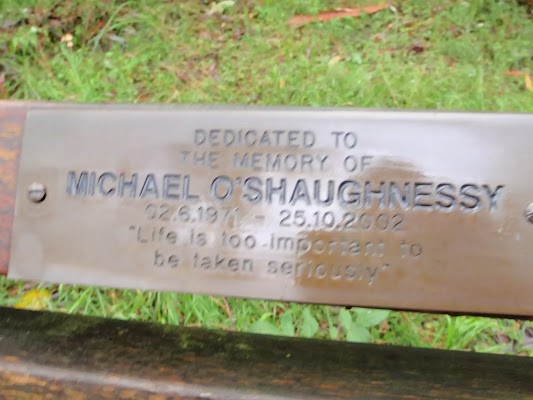 DEDICATED TO
THE MEMORY OF
MICHAEL O'SHAUGHNESSY
02.6.1971 - 25.10.2002
"Life is too important to
be taken seriously"